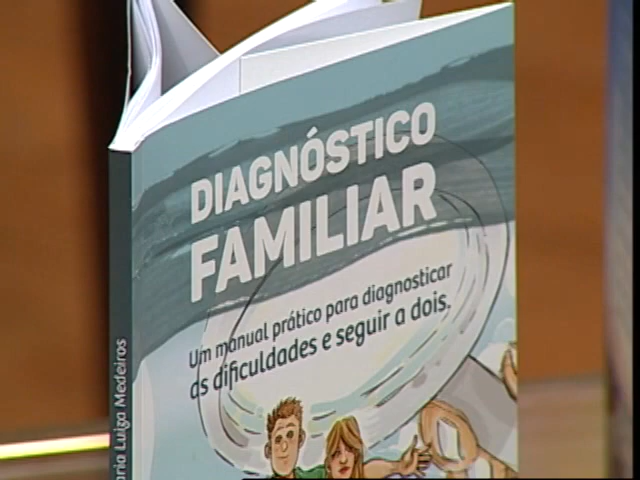 DIAGNÓSTICO
FAMILIAR
Um manual prático para diagnosticar
as dificuldades e seguir a dois.
aria Luiza Medeiros